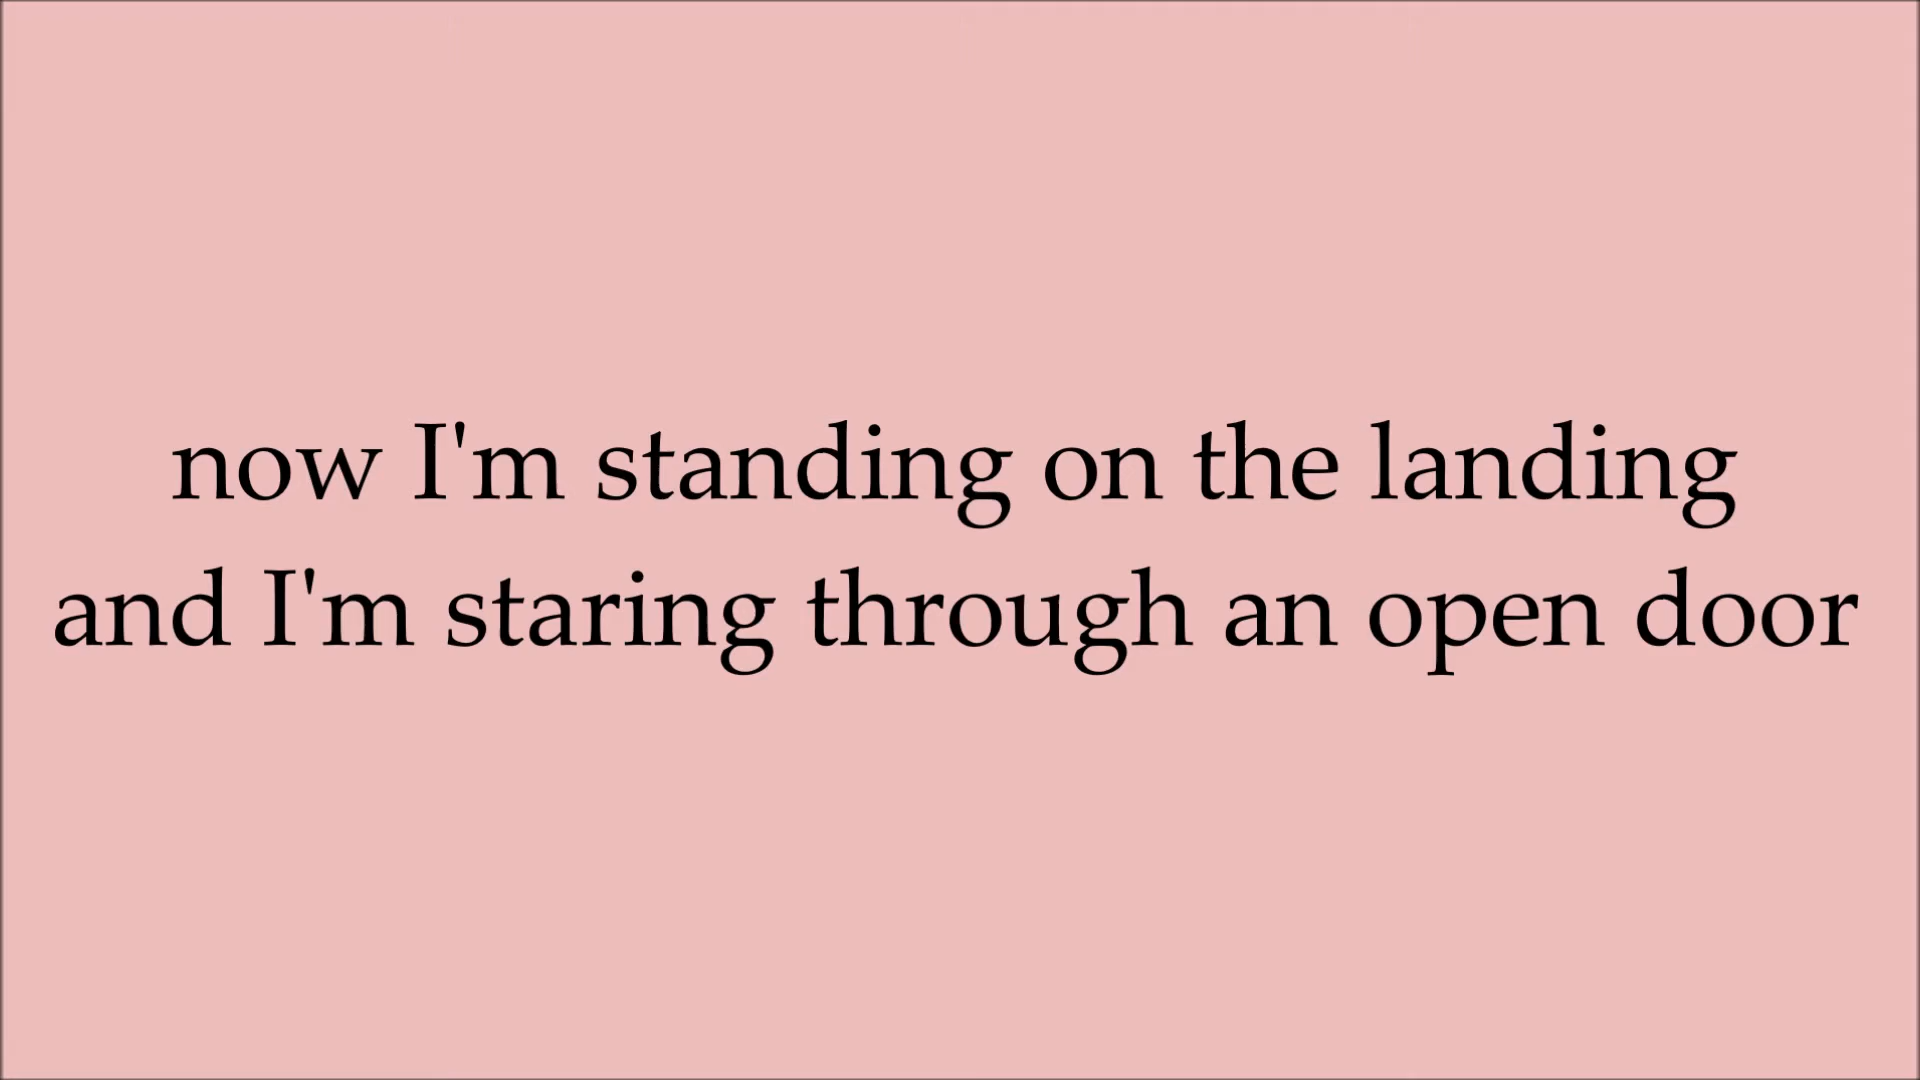 now I'm standing on the landing
and I'm staring through an open door